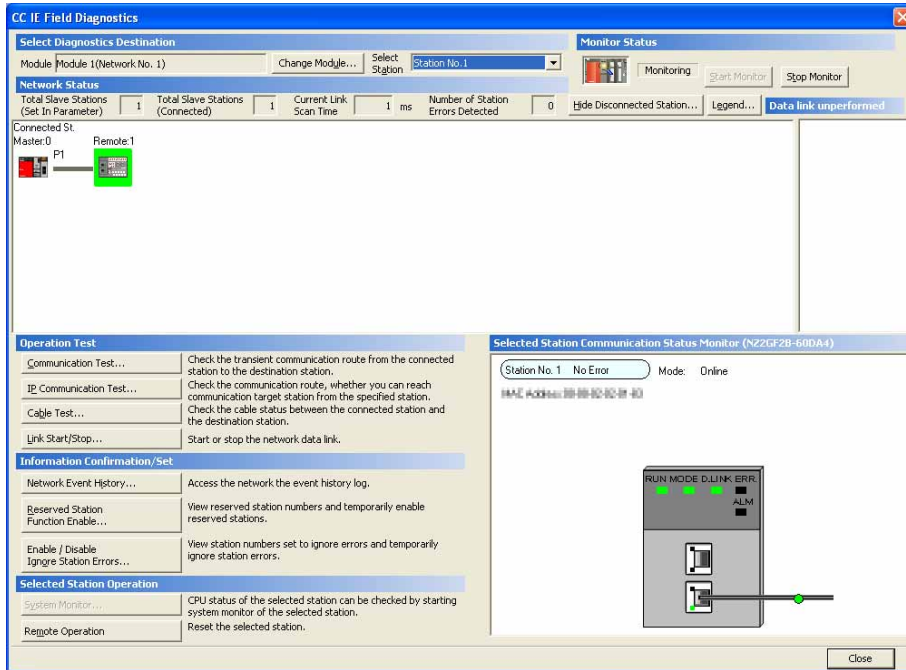 CC IE Field Diagnostics
Select Diagnostics Destination
Monitor Status
Module Module 1(Network No. 1)
Change Module...
Select Station
Station No.1
Monitoring
Start Monitor
Stop Monitor
Network Status
Total Slave Stations (Set In Parameter) 1
Total Slave Stations (Connected) 1
Current Link Scan Time 1 ms
Number of Station Errors Detected 0
Hide Disconnected Station...
Legend...
Data link unperformed
Connected St.
Master:0 Remote:1
P1
Operation Test
Communication Test...
Check the transient communication route from the connected
station to the destination station.
IP Communication Test...
Check the communication route, whether you can reach
communication target station from the specified station.
Cable Test...
Check the cable status between the connected station and
the destination station.
Link Start/Stop...
Start or stop the network data link.
Information Confirmation/Set
Network Event History...
Access the network the event history log.
Reserved Station
Function Enable...
View reserved station numbers and temporarily enable
reserved stations.
Enable / Disable
Ignore Station Errors...
View station numbers set to ignore errors and temporarily
ignore station errors.
Selected Station Operation
System Monitor...
CPU status of the selected station can be checked by starting
system monitor of the selected station.
Remote Operation
Reset the selected station.
Selected Station Communication Status Monitor (NZ2GF2B-60DA4)
Station No. 1 No Error
Mode: Online
RUN MODE D.LINK ERR.
ALM
Close